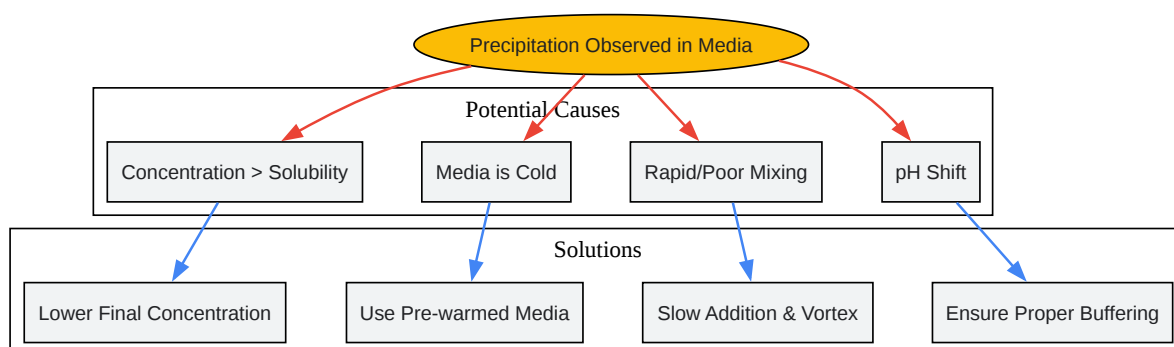 Precipitation Observed in Media
Potential Causes
Concentration > Solubility
Media is Cold
Rapid/Poor Mixing
pH Shift
Solutions
Lower Final Concentration
Use Pre-warmed Media
Slow Addition & Vortex
Ensure Proper Buffering